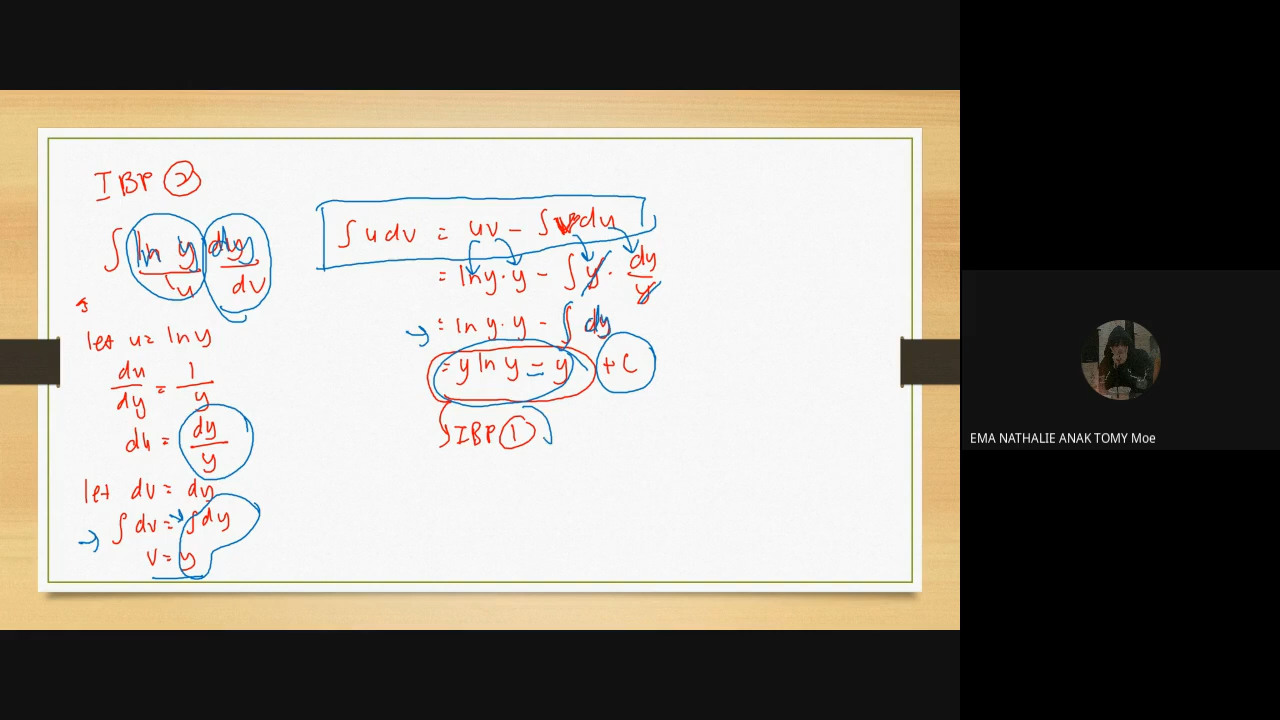 IBP ②
∫ ln y dy
u dv
let u = ln y
du/dy = 1/y
du = dy/y
let dv = dy
→ ∫ dv = ∫ dy
v = y
∫ u dv = uv - ∫ v du
= ln y · y - ∫ y · dy/y
→ = ln y · y - ∫ dy
= y ln y - y + C
IBP ①
EMA NATHALIE ANAK TOMY Moe